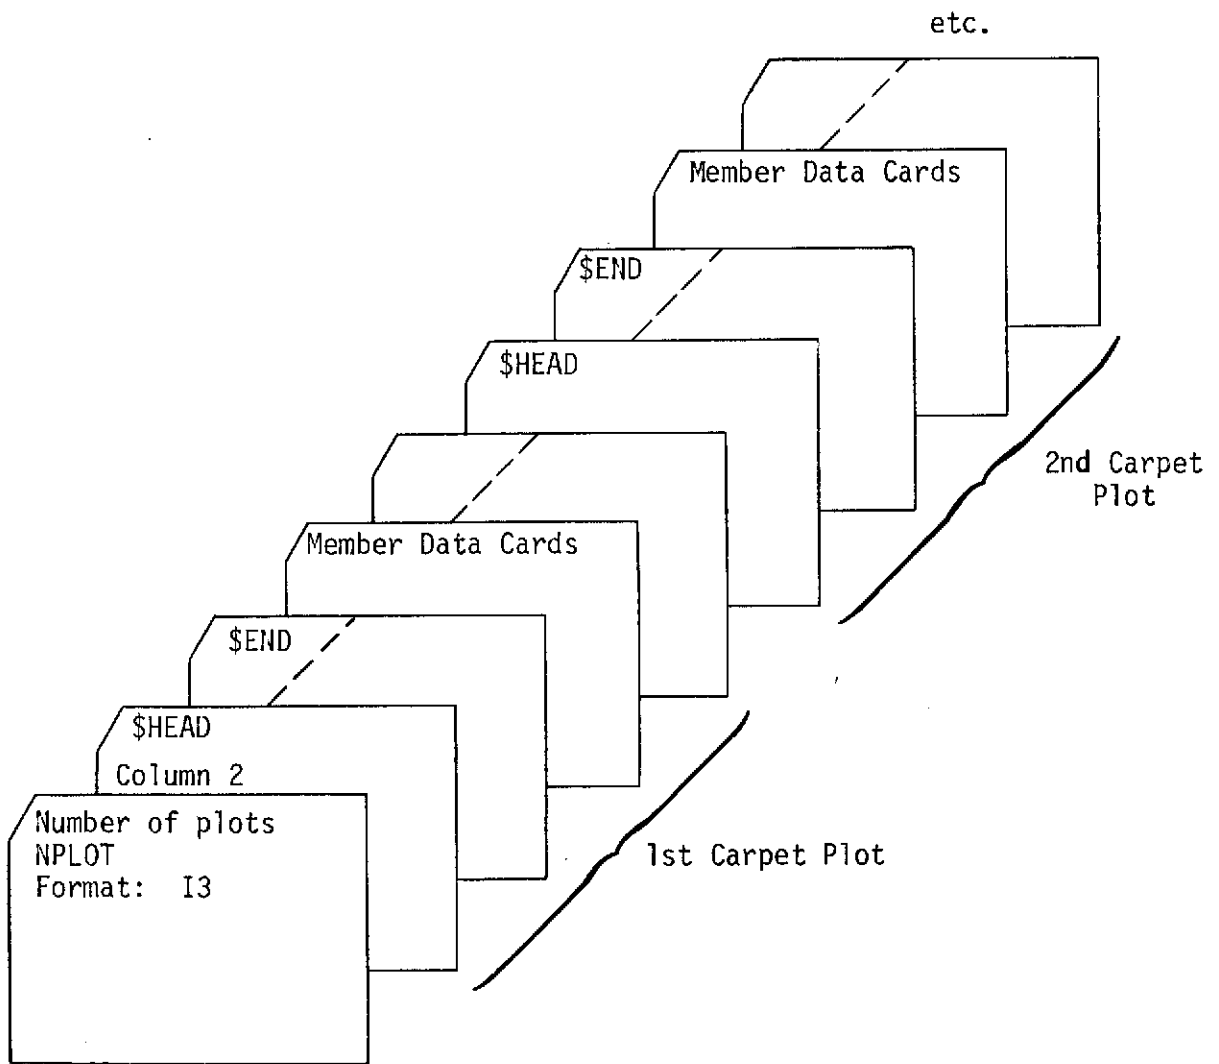 etc.
Member Data Cards
$END
$HEAD
2nd Carpet
Plot
Member Data Cards
$END
$HEAD
Column 2
Number of plots
NPLOT
Format: I3
1st Carpet Plot